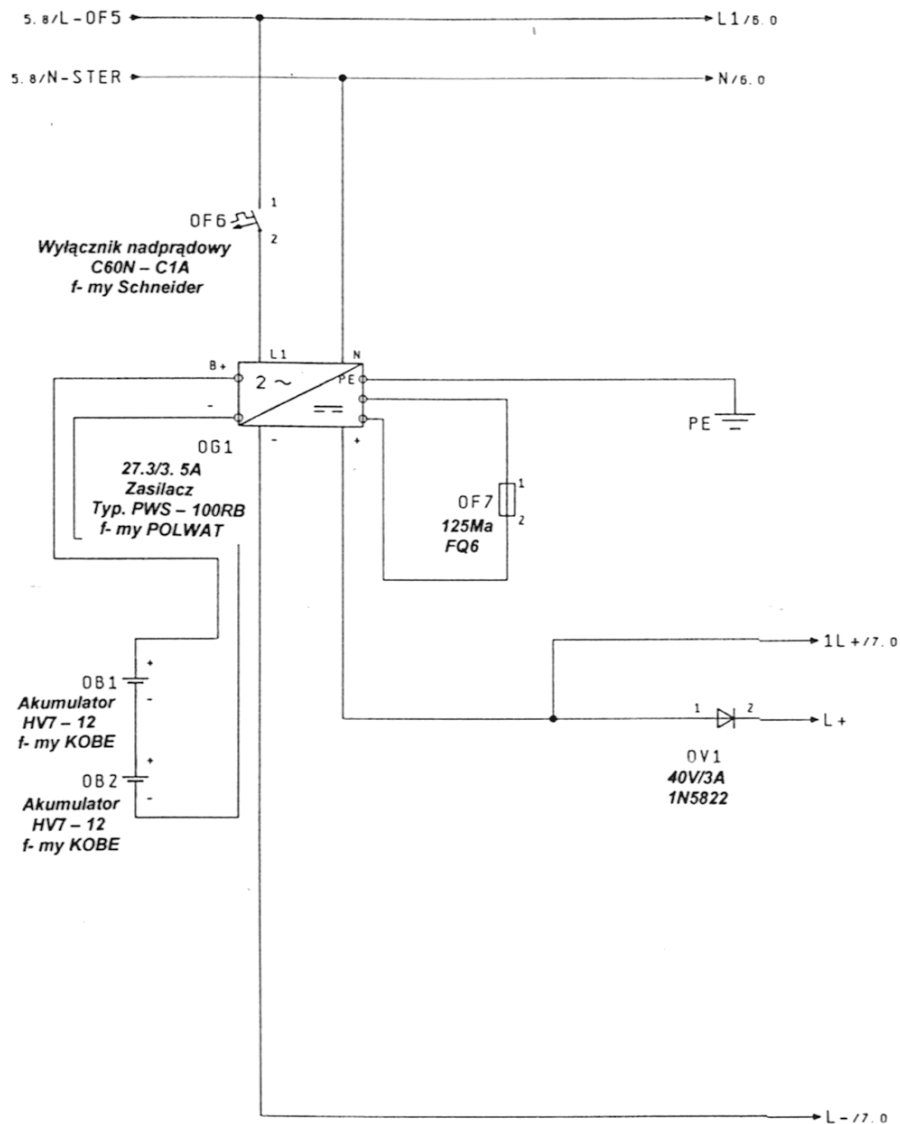 5.8/L-OF5
L1/6.0
5.8/N-STER
N/6.0
1
OF6
2
Wyłącznik nadprądowy
C60N – C1A
f- my Schneider
L1
N
B+
2 ~
PE
-
OG1
-
+
PE
27.3/3. 5A
Zasilacz
Typ. PWS – 100RB
f- my POLWAT
1
OF7
2
125Ma
FQ6
1L+/7.0
+
OB1
-
Akumulator
HV7 – 12
f- my KOBE
1
2
L+
OV1
40V/3A
1N5822
+
OB2
-
Akumulator
HV7 – 12
f- my KOBE
L-/7.0